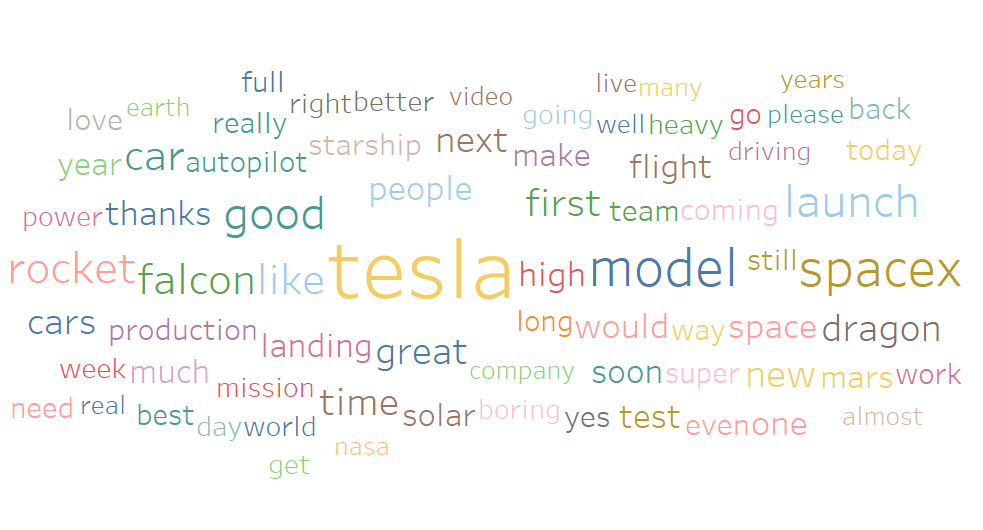 full live many years
love earth right better video going go please back
really well heavy
year car autopilot starship next make flight driving today
people
power thanks good first team coming launch
rocket falcon like tesla high model still spacex
cars production landing great long would way space dragon
week much mission company soon super new mars work
need real best time solar boring yes test even one almost
day world
nasa
get